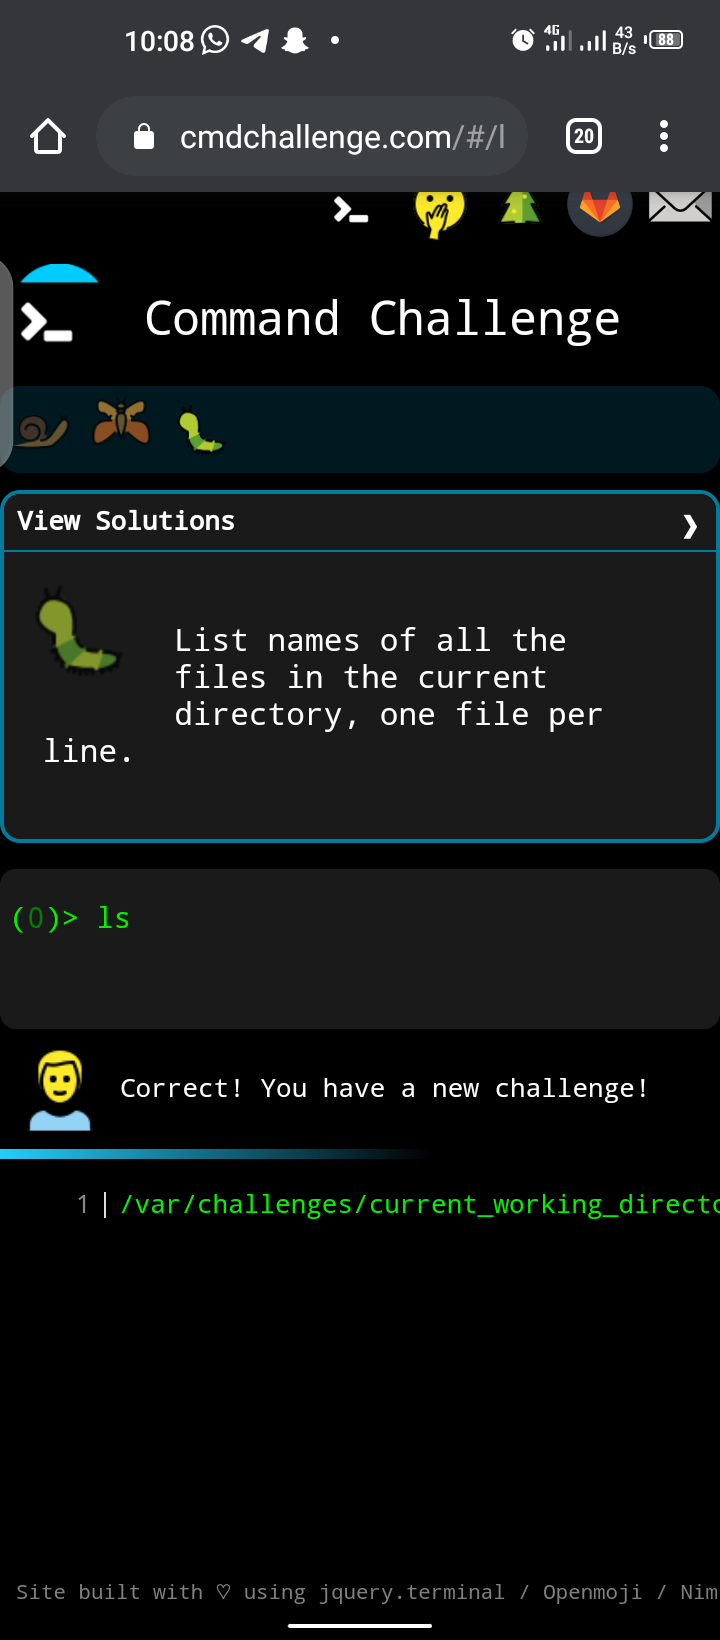 10:08 4G 43 B/s 88
cmdchallenge.com/#/l 20
Command Challenge
View Solutions ❯
List names of all the
files in the current
directory, one file per
line.
(0)> ls
Correct! You have a new challenge!
1 /var/challenges/current_working_directo
Site built with ♡ using jquery.terminal / Openmoji / Nim